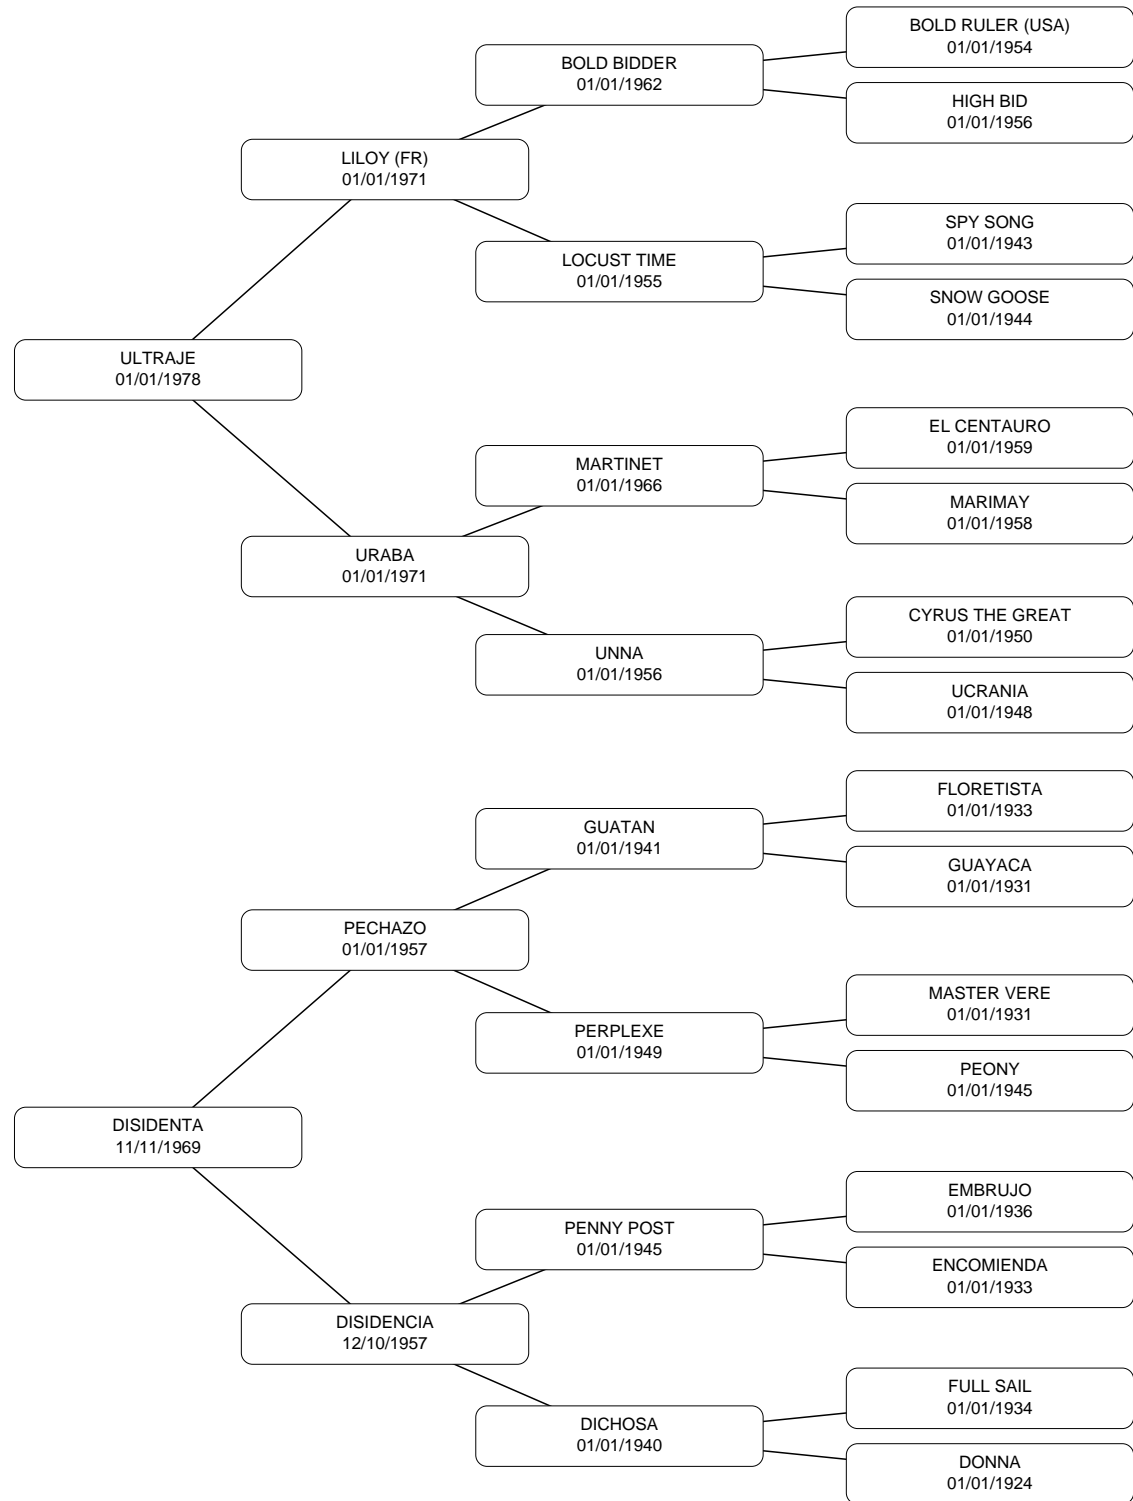 BOLD RULER (USA)
01/01/1954
BOLD BIDDER
01/01/1962
HIGH BID
01/01/1956
LILOY (FR)
01/01/1971
SPY SONG
01/01/1943
LOCUST TIME
01/01/1955
SNOW GOOSE
01/01/1944
ULTRAJE
01/01/1978
EL CENTAURO
01/01/1959
MARTINET
01/01/1966
MARIMAY
01/01/1958
URABA
01/01/1971
CYRUS THE GREAT
01/01/1950
UNNA
01/01/1956
UCRANIA
01/01/1948
FLORETISTA
01/01/1933
GUATAN
01/01/1941
GUAYACA
01/01/1931
PECHAZO
01/01/1957
MASTER VERE
01/01/1931
PERPLEXE
01/01/1949
PEONY
01/01/1945
DISIDENTA
11/11/1969
EMBRUJO
01/01/1936
PENNY POST
01/01/1945
ENCOMIENDA
01/01/1933
DISIDENCIA
12/10/1957
FULL SAIL
01/01/1934
DICHOSA
01/01/1940
DONNA
01/01/1924